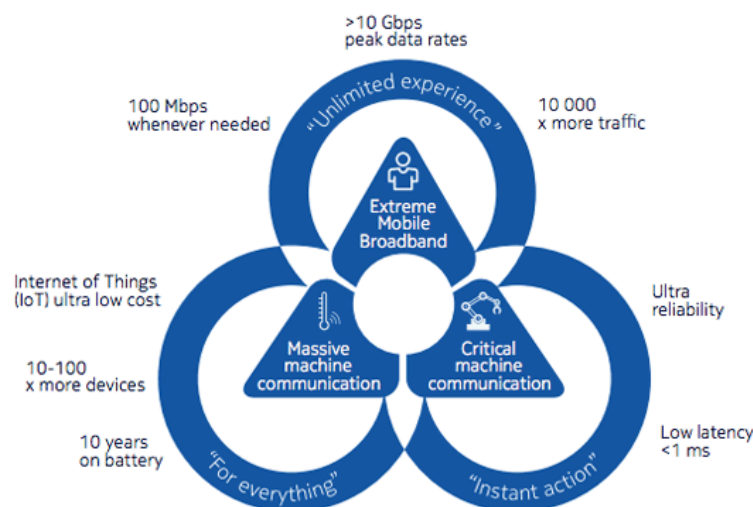 >10 Gbps
peak data rates
100 Mbps
whenever needed
10 000
x more traffic
"Unlimited experience"
Extreme
Mobile
Broadband
Internet of Things
(IoT) ultra low cost
10-100
x more devices
10 years
on battery
Massive
machine
communication
"For everything"
Critical
machine
communication
"Instant action"
Ultra
reliability
Low latency
<1 ms